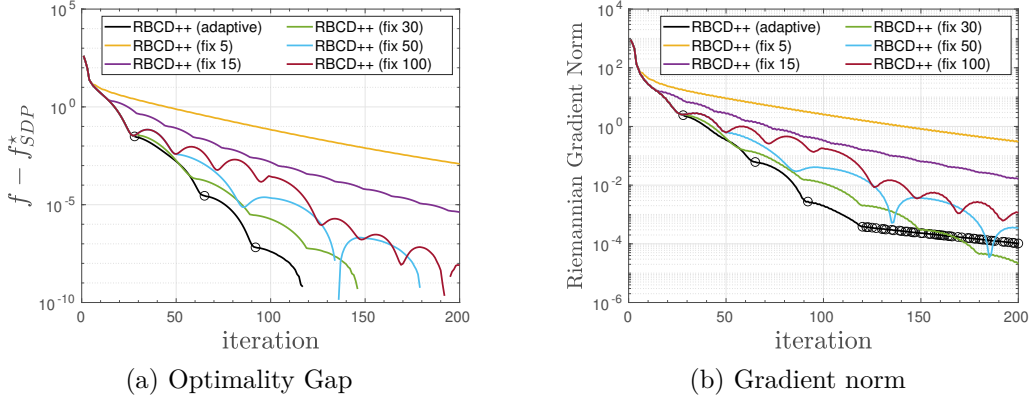 RBCD++ (adaptive)
RBCD++ (fix 5)
RBCD++ (fix 15)
RBCD++ (fix 30)
RBCD++ (fix 50)
RBCD++ (fix 100)
10^5
10^0
10^-5
10^-10
f − f^⋆_{SDP}
0
50
100
150
200
iteration
(a) Optimality Gap
RBCD++ (adaptive)
RBCD++ (fix 5)
RBCD++ (fix 15)
RBCD++ (fix 30)
RBCD++ (fix 50)
RBCD++ (fix 100)
10^4
10^2
10^0
10^-2
10^-4
10^-6
Riemannian Gradient Norm
0
50
100
150
200
iteration
(b) Gradient norm